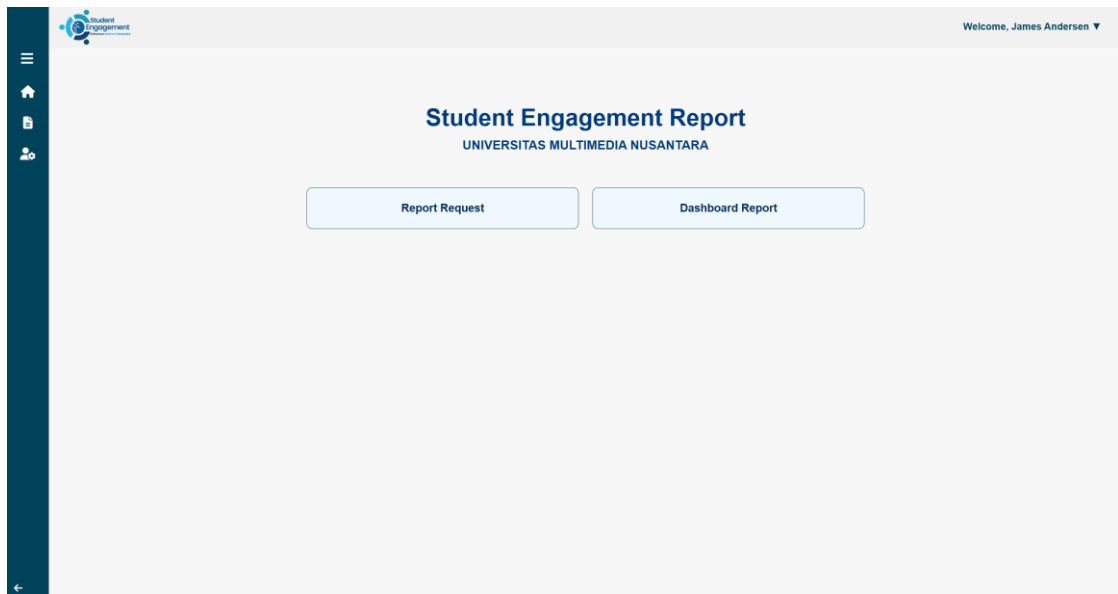 Student
Engagement
Welcome, James Andersen ▼
Student Engagement Report
UNIVERSITAS MULTIMEDIA NUSANTARA
Report Request
Dashboard Report